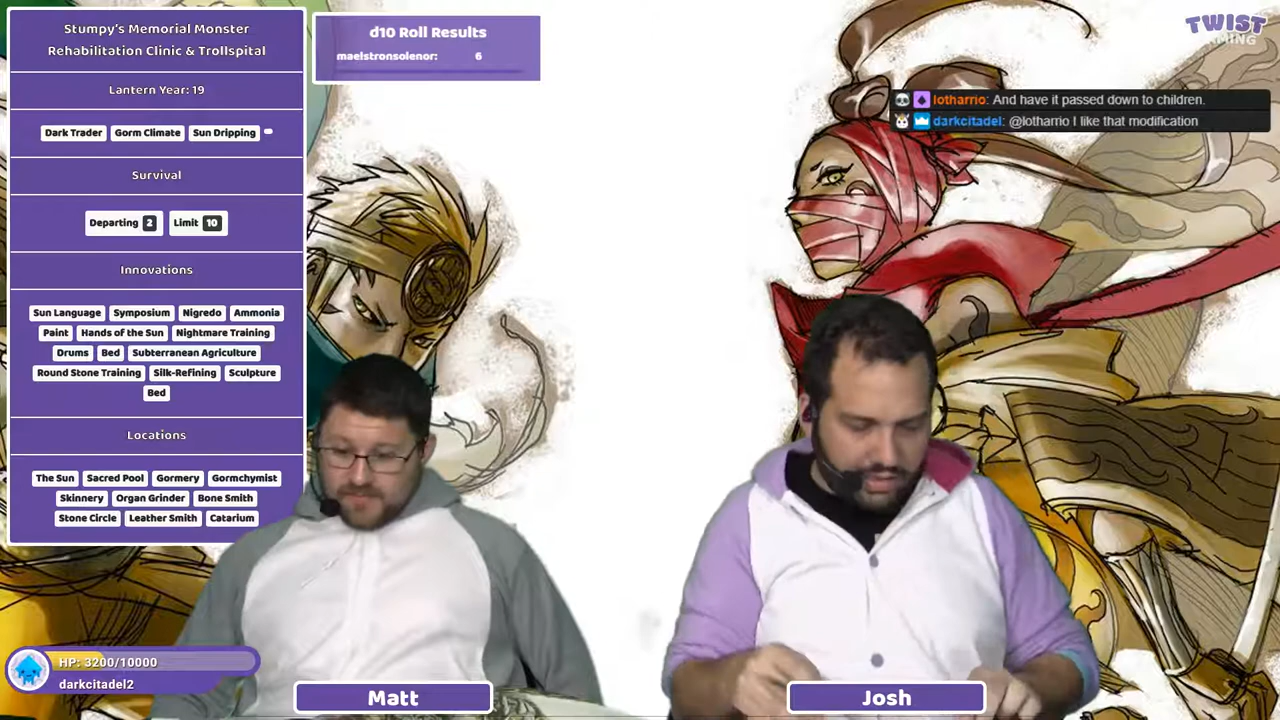 Stumpy's Memorial Monster
Rehabilitation Clinic & Trollspital
Lantern Year: 19
Dark Trader Gorm Climate Sun Dripping
Survival
Departing 2 Limit 10
Innovations
Sun Language Symposium Nigredo Ammonia
Paint Hands of the Sun Nightmare Training
Drums Bed Subterranean Agriculture
Round Stone Training Silk-Refining Sculpture
Bed
Locations
The Sun Sacred Pool Gormery Gormchymist
Skinnery Organ Grinder Bone Smith
Stone Circle Leather Smith Catarium
d10 Roll Results
maelstronsolenor: 6
TWIST
GAMING
lotharrio: And have it passed down to children.
darkcitadel: @lotharrio I like that modification
HP: 3200/10000
darkcitadel2
Matt
Josh